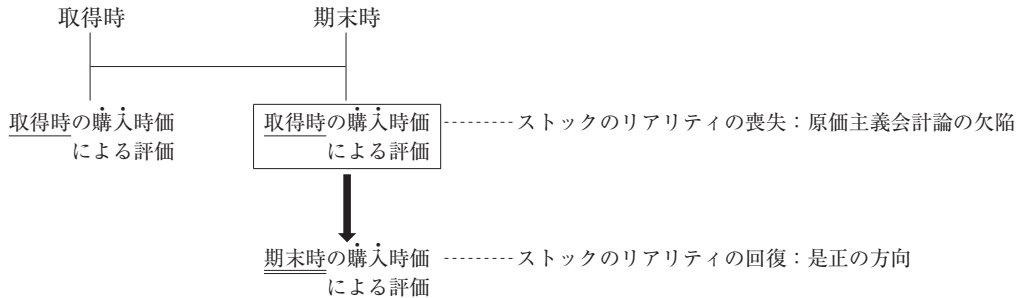 取得時 期末時
取得時の購入時価 取得時の購入時価 ストックのリアリティの喪失：原価主義会計論の欠陥
による評価 による評価
期末時の購入時価 ストックのリアリティの回復：是正の方向
による評価